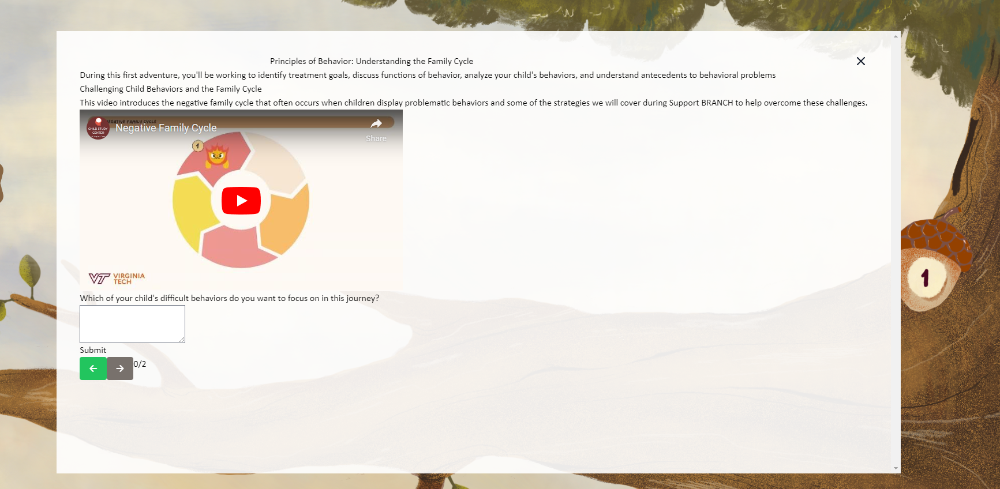 Principles of Behavior: Understanding the Family Cycle
During this first adventure, you'll be working to identify treatment goals, discuss functions of behavior, analyze your child's behaviors, and understand antecedents to behavioral problems
Challenging Child Behaviors and the Family Cycle
This video introduces the negative family cycle that often occurs when children display problematic behaviors and some of the strategies we will cover during Support BRANCH to help overcome these challenges.
NEGATIVE FAMILY CYCLE
CHILD STUDY
CENTER
Negative Family Cycle
Share
1
VT VIRGINIA
TECH
1
Which of your child's difficult behaviors do you want to focus on in this journey?
Submit
0/2